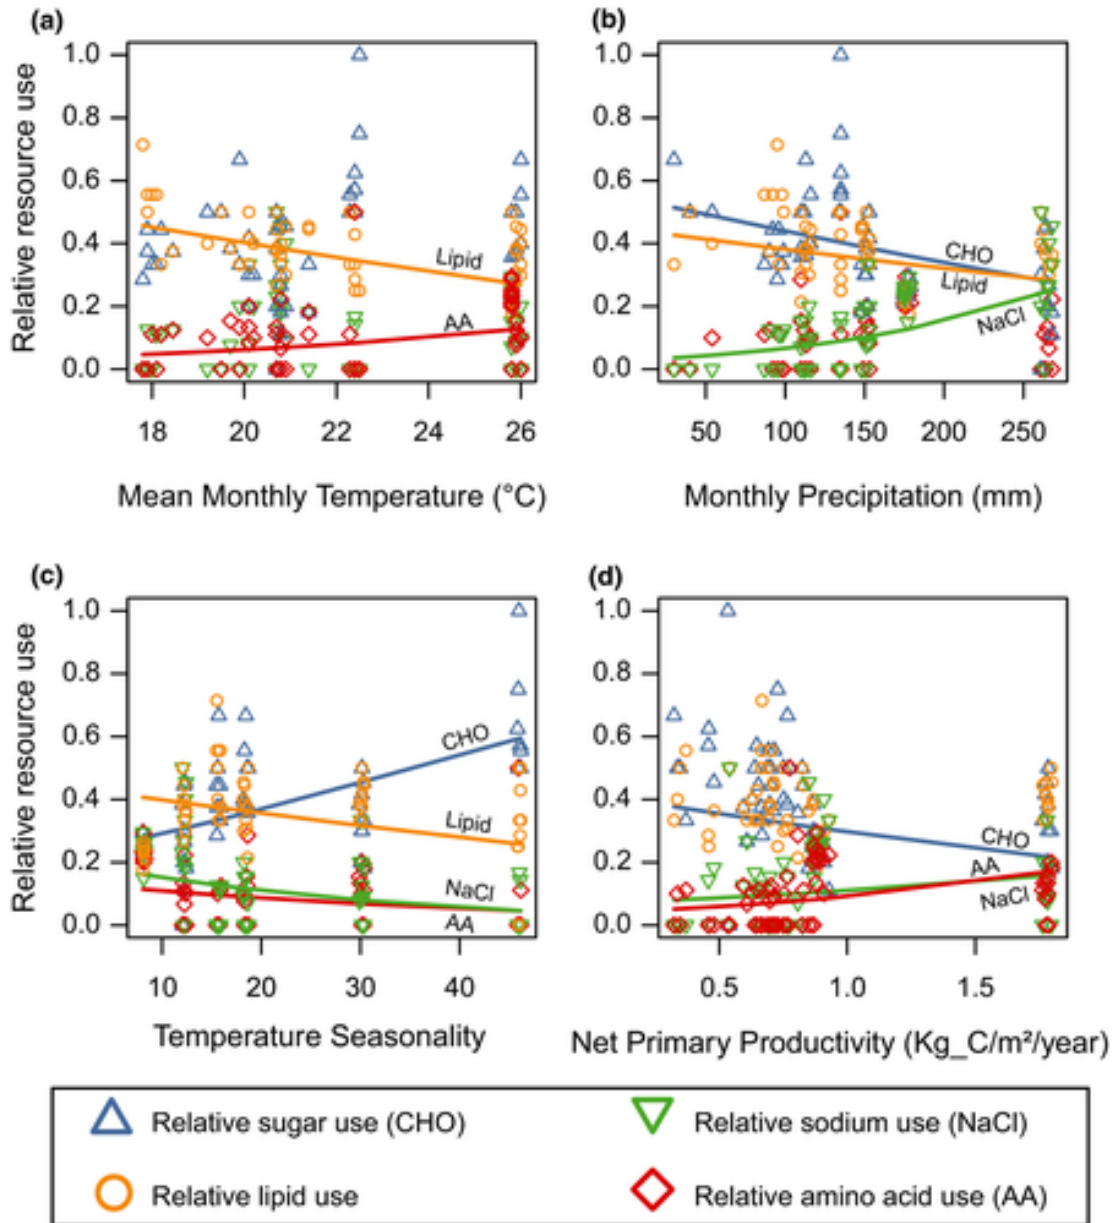 (a)
Relative resource use
1.0
0.8
0.6
0.4
0.2
0.0
Lipid
AA
18 20 22 24 26
Mean Monthly Temperature (°C)
(b)
1.0
0.8
0.6
0.4
0.2
0.0
CHO
Lipid
NaCl
50 100 150 200 250
Monthly Precipitation (mm)
(c)
Relative resource use
1.0
0.8
0.6
0.4
0.2
0.0
CHO
Lipid
NaCl
AA
10 20 30 40
Temperature Seasonality
(d)
1.0
0.8
0.6
0.4
0.2
0.0
CHO
AA
NaCl
0.5 1.0 1.5
Net Primary Productivity (Kg_C/m²/year)
Relative sugar use (CHO)
Relative sodium use (NaCl)
Relative lipid use
Relative amino acid use (AA)